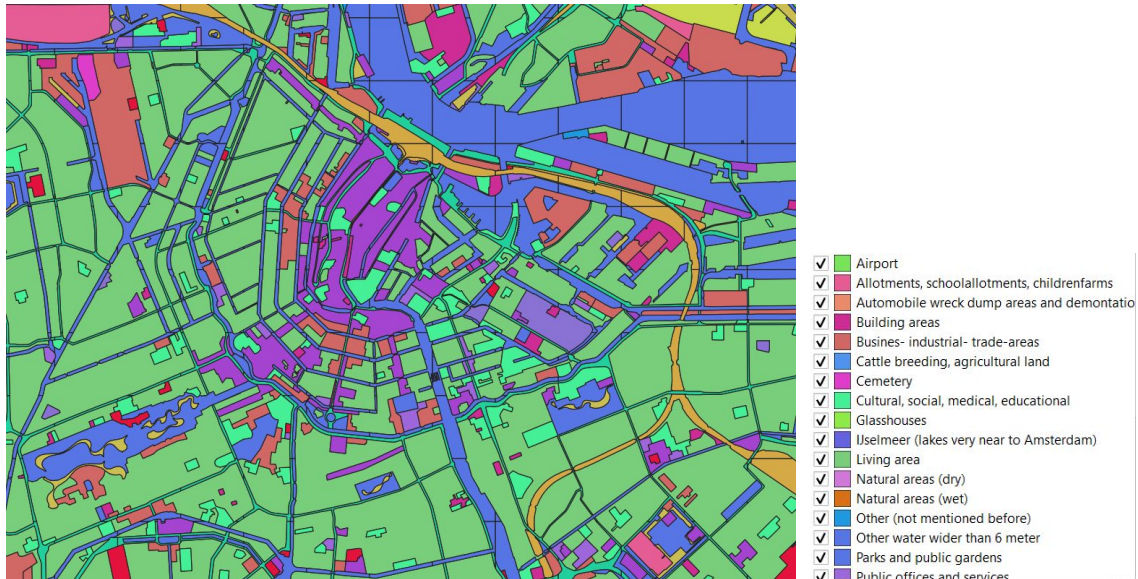 Airport
Allotments, schoolallotments, childrenfarms
Automobile wreck dump areas and demontatio
Building areas
Busines- industrial- trade-areas
Cattle breeding, agricultural land
Cemetery
Cultural, social, medical, educational
Glasshouses
IJselmeer (lakes very near to Amsterdam)
Living area
Natural areas (dry)
Natural areas (wet)
Other (not mentioned before)
Other water wider than 6 meter
Parks and public gardens
Public offices and services